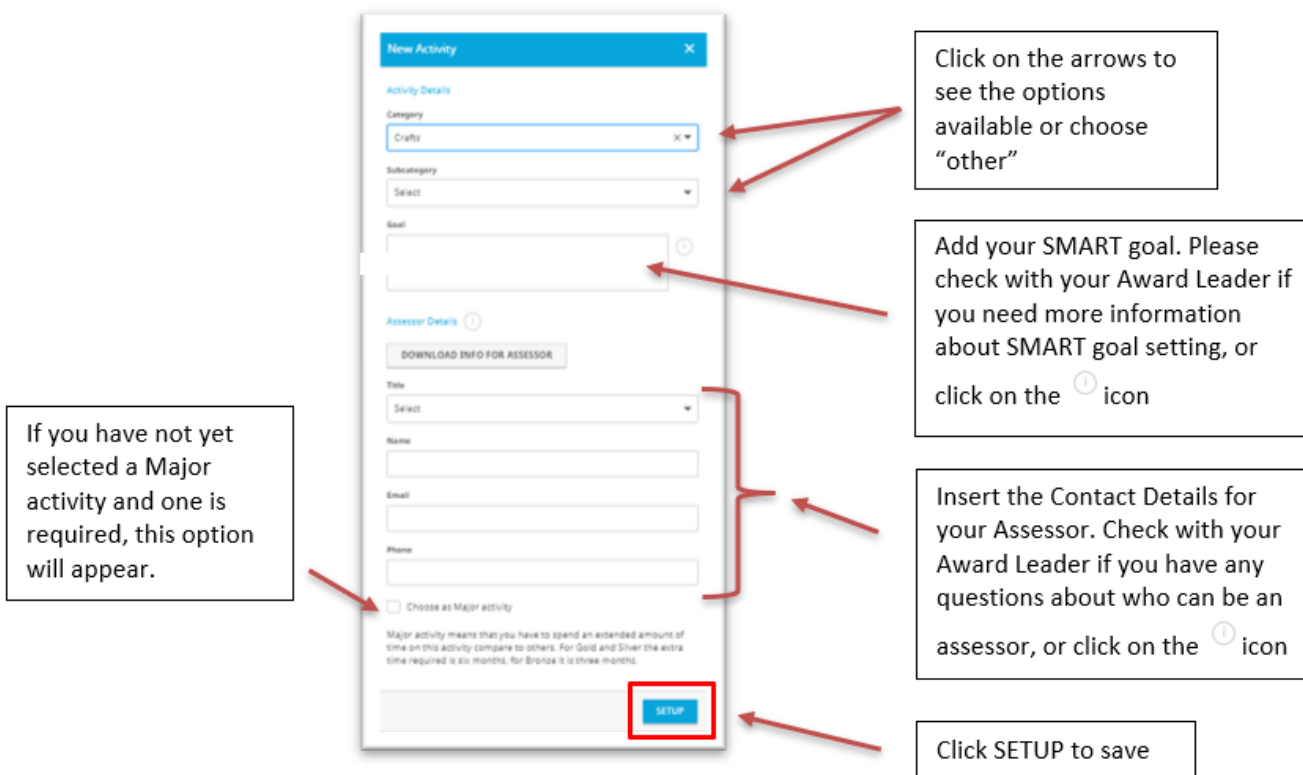 New Activity
Activity Details
Category
Crafts
Subcategory
Select
Goal
Assessor Details
DOWNLOAD INFO FOR ASSESSOR
Title
Select
Name
Email
Phone
Choose as Major activity
Major activity means that you have to spend an extended amount of
time on this activity compare to others. For Gold and Silver the extra
time required is six months, for Bronze it is three months.
SETUP
If you have not yet
selected a Major
activity and one is
required, this option
will appear.
Click on the arrows to
see the options
available or choose
“other”
Add your SMART goal. Please
check with your Award Leader if
you need more information
about SMART goal setting, or
click on the i icon
Insert the Contact Details for
your Assessor. Check with your
Award Leader if you have any
questions about who can be an
assessor, or click on the i icon
Click SETUP to save